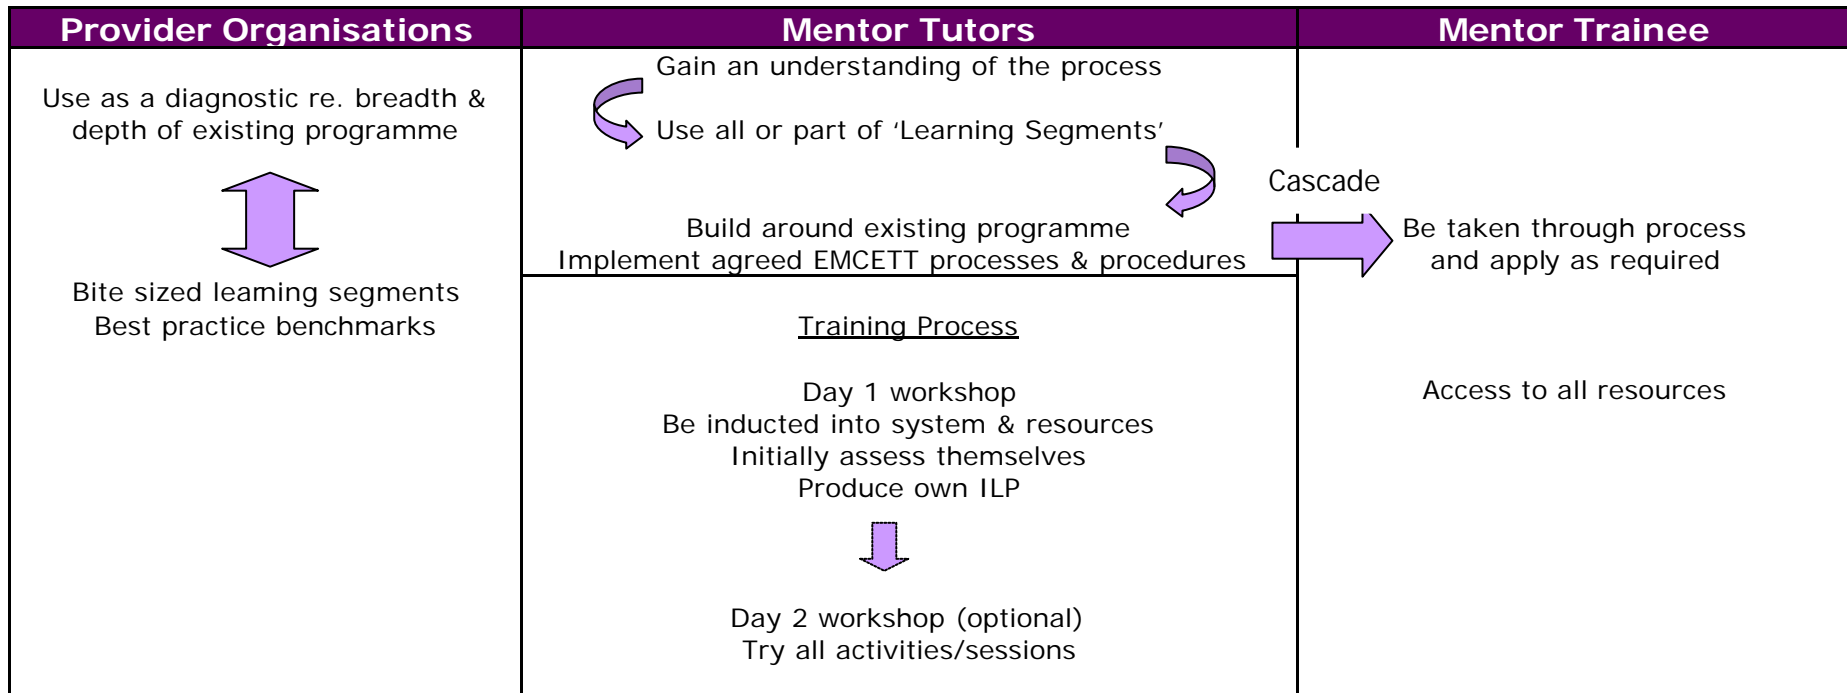 Provider Organisations
Mentor Tutors
Mentor Trainee
Use as a diagnostic re. breadth &
depth of existing programme
Bite sized learning segments
Best practice benchmarks
Gain an understanding of the process
Use all or part of ‘Learning Segments’
Build around existing programme
Implement agreed EMCETT processes & procedures
Training Process
Day 1 workshop
Be inducted into system & resources
Initially assess themselves
Produce own ILP
Day 2 workshop (optional)
Try all activities/sessions
Cascade
Be taken through process
and apply as required
Access to all resources